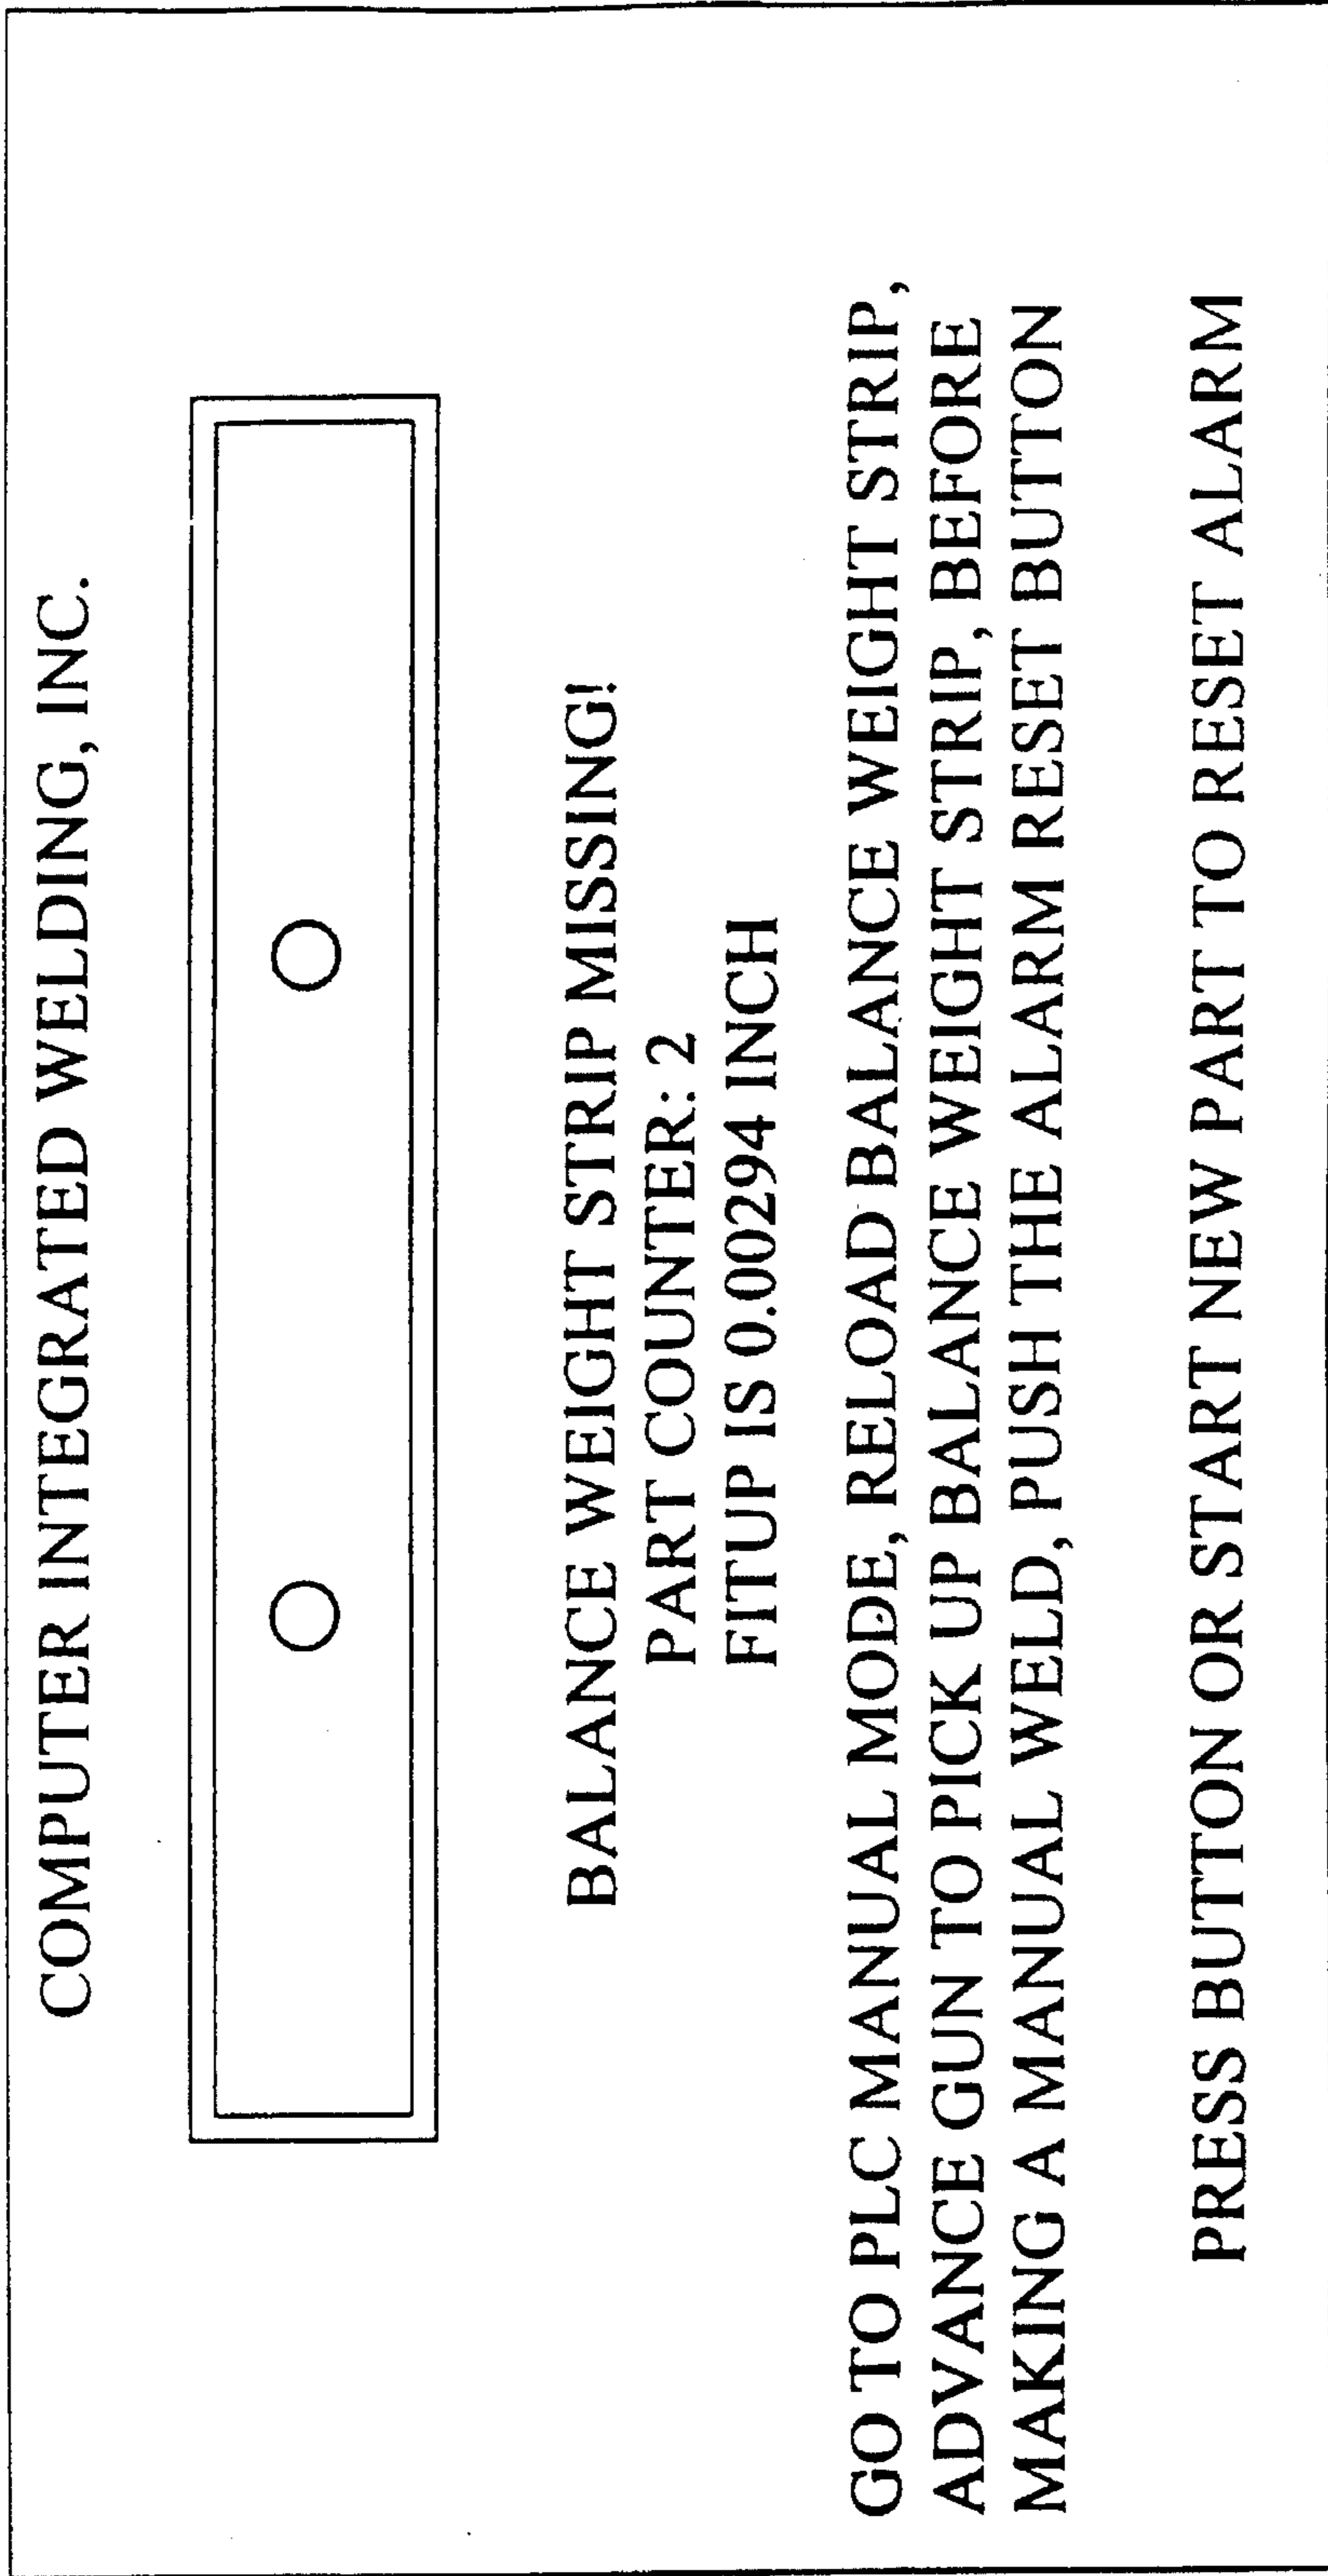 COMPUTER INTEGRATED WELDING, INC.
BALANCE WEIGHT STRIP MISSING!
PART COUNTER: 2
FITUP IS 0.00294 INCH
GO TO PLC MANUAL MODE, RELOAD BALANCE WEIGHT STRIP,
ADVANCE GUN TO PICK UP BALANCE WEIGHT STRIP, BEFORE
MAKING A MANUAL WELD, PUSH THE ALARM RESET BUTTON
PRESS BUTTON OR START NEW PART TO RESET ALARM